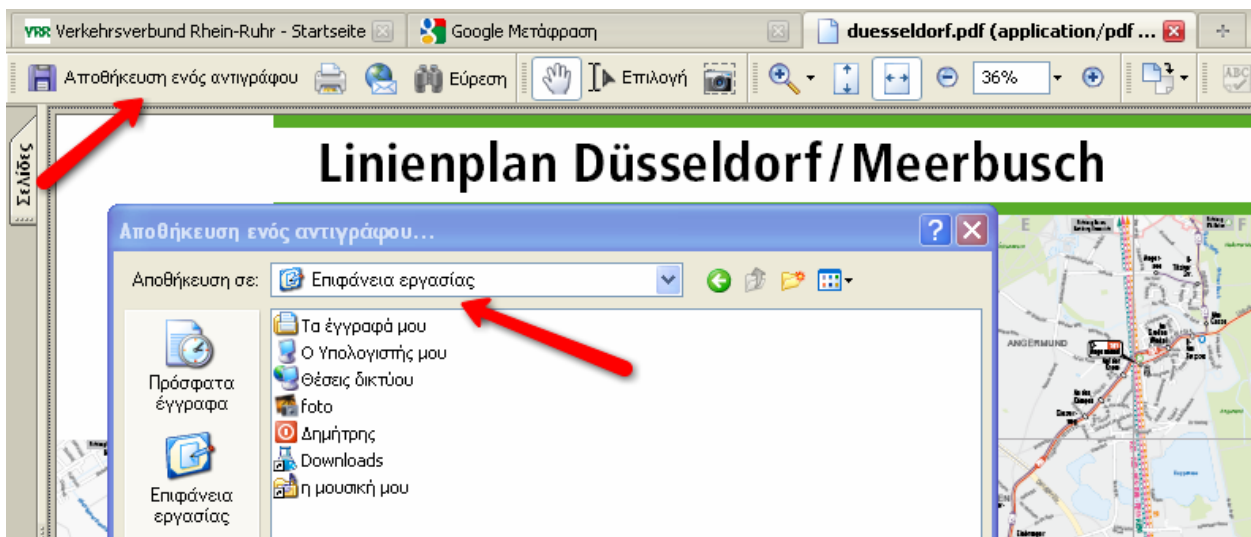 VRR Verkehrsverbund Rhein-Ruhr - Startseite
Google Μετάφραση
duesseldorf.pdf (application/pdf ...
Αποθήκευση ενός αντιγράφου
Εύρεση
Επιλογή
36%
ABC
Σελίδες
Linienplan Düsseldorf/Meerbusch
Αποθήκευση ενός αντιγράφου...
Αποθήκευση σε:
Επιφάνεια εργασίας
Πρόσφατα
έγγραφα
Επιφάνεια
εργασίας
Τα έγγραφά μου
Ο Υπολογιστής μου
Θέσεις δικτύου
foto
Δημήτρης
Downloads
η μουσική μου
E
F
ANGERMUND